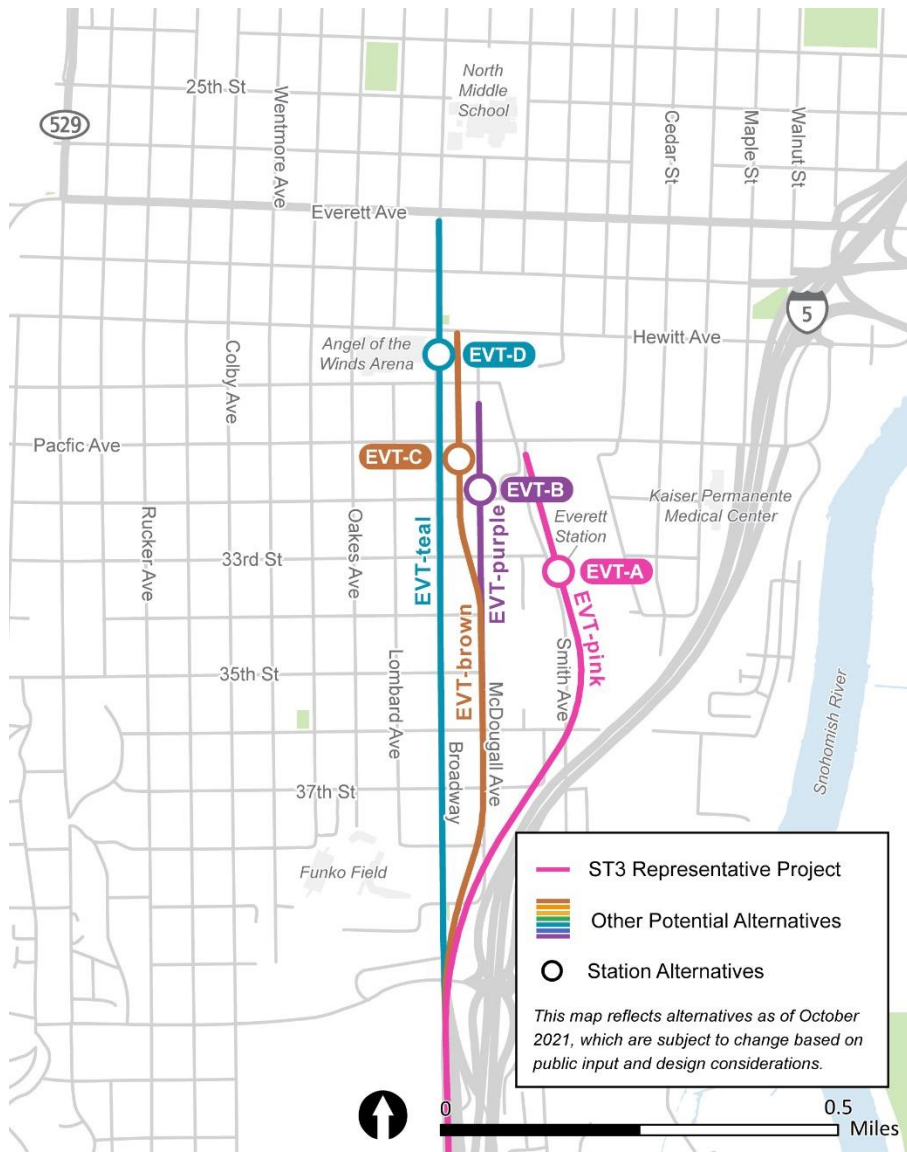 North
Middle
School
25th St
529
Wentmore Ave
Cedar St
Maple St
Walnut St
Everett Ave
5
Angel of the
Winds Arena
EVT-D
Hewitt Ave
Colby Ave
Pacfic Ave
EVT-C
EVT-B
Kaiser Permanente
Medical Center
Everett
Station
Rucker Ave
Oakes Ave
33rd St
EVT-teal
EVT-purple
EVT-A
EVT-brown
EVT-pink
35th St
Lombard Ave
McDougall Ave
Smith Ave
Broadway
Snohomish River
37th St
Funko Field
ST3 Representative Project
Other Potential Alternatives
Station Alternatives
This map reflects alternatives as of October
2021, which are subject to change based on
public input and design considerations.
0
0.5
Miles